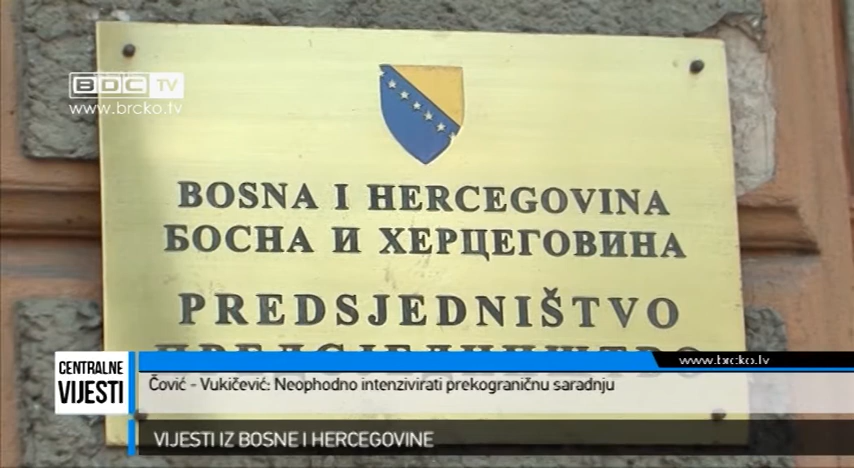 BDC TV
www.brcko.tv
BOSNA I HERCEGOVINA
БОСНА И ХЕРЦЕГОВИНА
PREDSJEDNIŠTVO
ПРЕДСЈЕДНИШТВО
www.brcko.tv
CENTRALNE
VIJESTI
Čović - Vukičević: Neophodno intenzivirati prekograničnu saradnju
VIJESTI IZ BOSNE I HERCEGOVINE